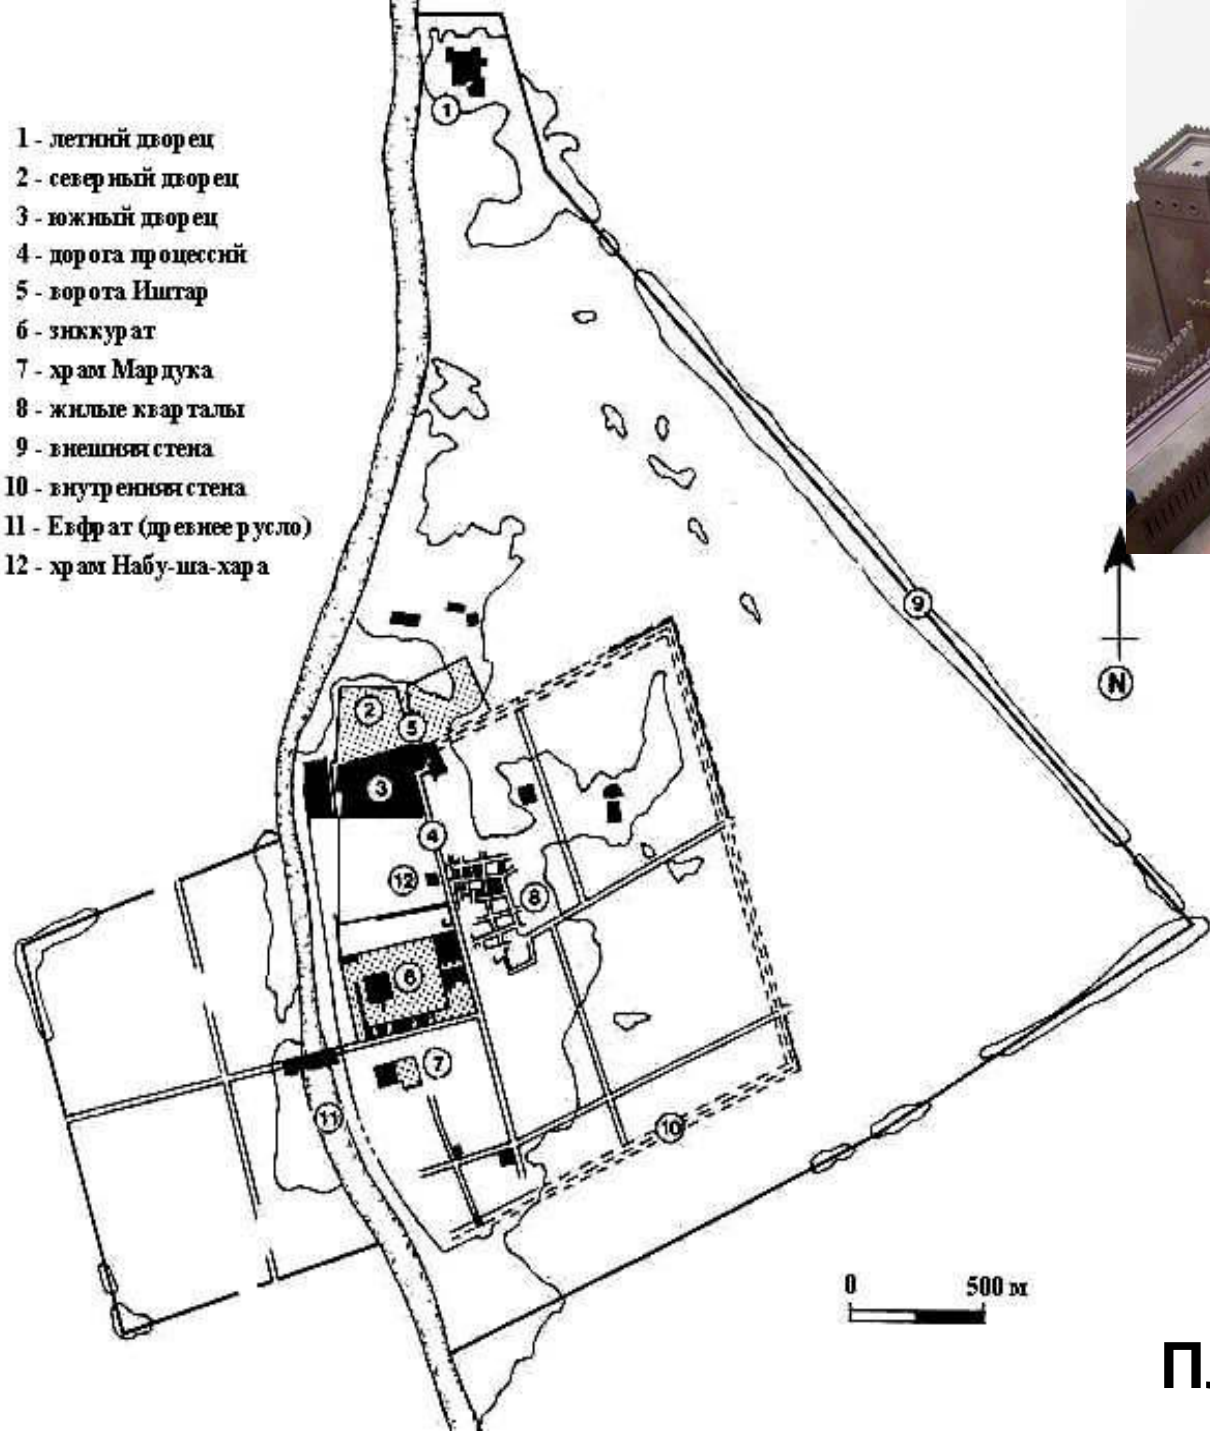 1 - летний дворец
2 - северный дворец
3 - южный дворец
4 - дорога процессий
5 - ворота Иштар
6 - зиккурат
7 - храм Мардука
8 - жилые кварталы
9 - внешняя стена
10 - внутренняя стена
11 - Евфрат (древнее русло)
12 - храм Набу-ша-хара
1
9
N
2
5
3
4
12
8
6
7
11
10
0 500 м
П